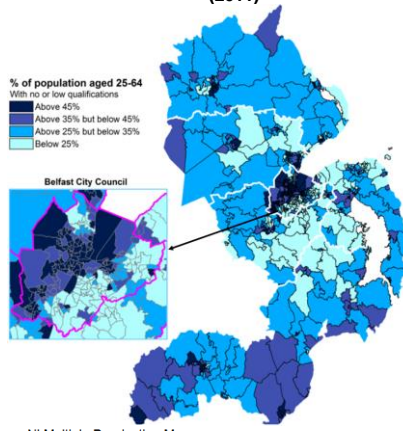 (2017)
% of population aged 25-64
With no or low qualifications
Above 45%
Above 35% but below 45%
Above 25% but below 35%
Below 25%
Belfast City Council